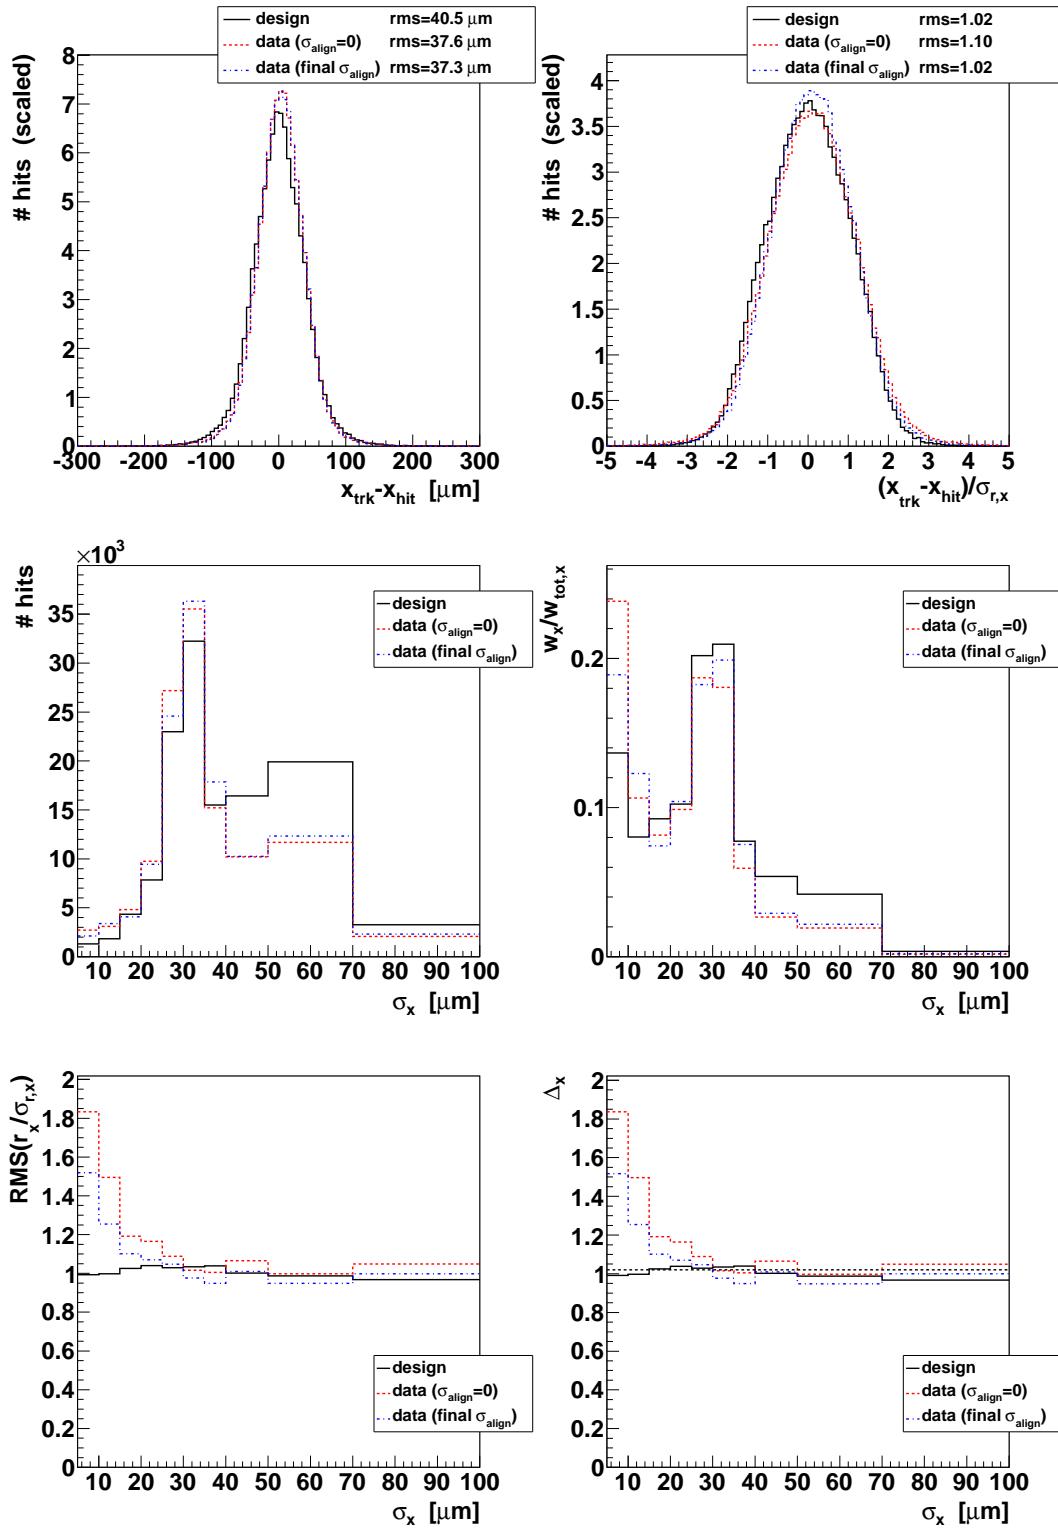 design rms=40.5 μm
data (σalign=0) rms=37.6 μm
data (final σalign) rms=37.3 μm
# hits (scaled)
8
7
6
5
4
3
2
1
0
-300 -200 -100 0 100 200 300
xtrk-xhit [μm]
design rms=1.02
data (σalign=0) rms=1.10
data (final σalign) rms=1.02
# hits (scaled)
4
3.5
3
2.5
2
1.5
1
0.5
0
-5 -4 -3 -2 -1 0 1 2 3 4 5
(xtrk-xhit)/σr,x
×10³
# hits
35
30
25
20
15
10
5
0
10 20 30 40 50 60 70 80 90 100
σx [μm]
design
data (σalign=0)
data (final σalign)
wx/wtot,x
0.2
0.1
0
10 20 30 40 50 60 70 80 90 100
σx [μm]
design
data (σalign=0)
data (final σalign)
RMS(rx/σr,x)
2
1.8
1.6
1.4
1.2
1
0.8
0.6
0.4
0.2
0
10 20 30 40 50 60 70 80 90 100
σx [μm]
design
data (σalign=0)
data (final σalign)
Δx
2
1.8
1.6
1.4
1.2
1
0.8
0.6
0.4
0.2
0
10 20 30 40 50 60 70 80 90 100
σx [μm]
design
data (σalign=0)
data (final σalign)